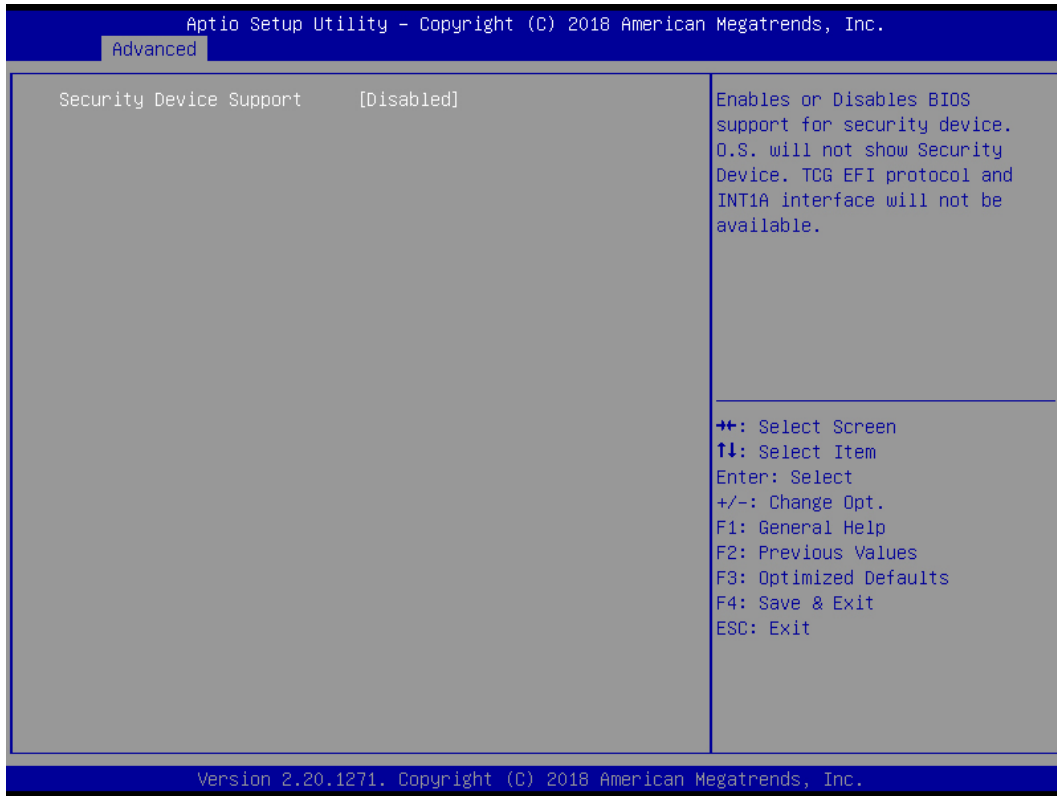 Aptio Setup Utility – Copyright (C) 2018 American Megatrends, Inc.
Advanced
Security Device Support [Disabled]
Enables or Disables BIOS
support for security device.
O.S. will not show Security
Device. TCG EFI protocol and
INT1A interface will not be
available.
→←: Select Screen
↑↓: Select Item
Enter: Select
+/-: Change Opt.
F1: General Help
F2: Previous Values
F3: Optimized Defaults
F4: Save & Exit
ESC: Exit
Version 2.20.1271. Copyright (C) 2018 American Megatrends, Inc.